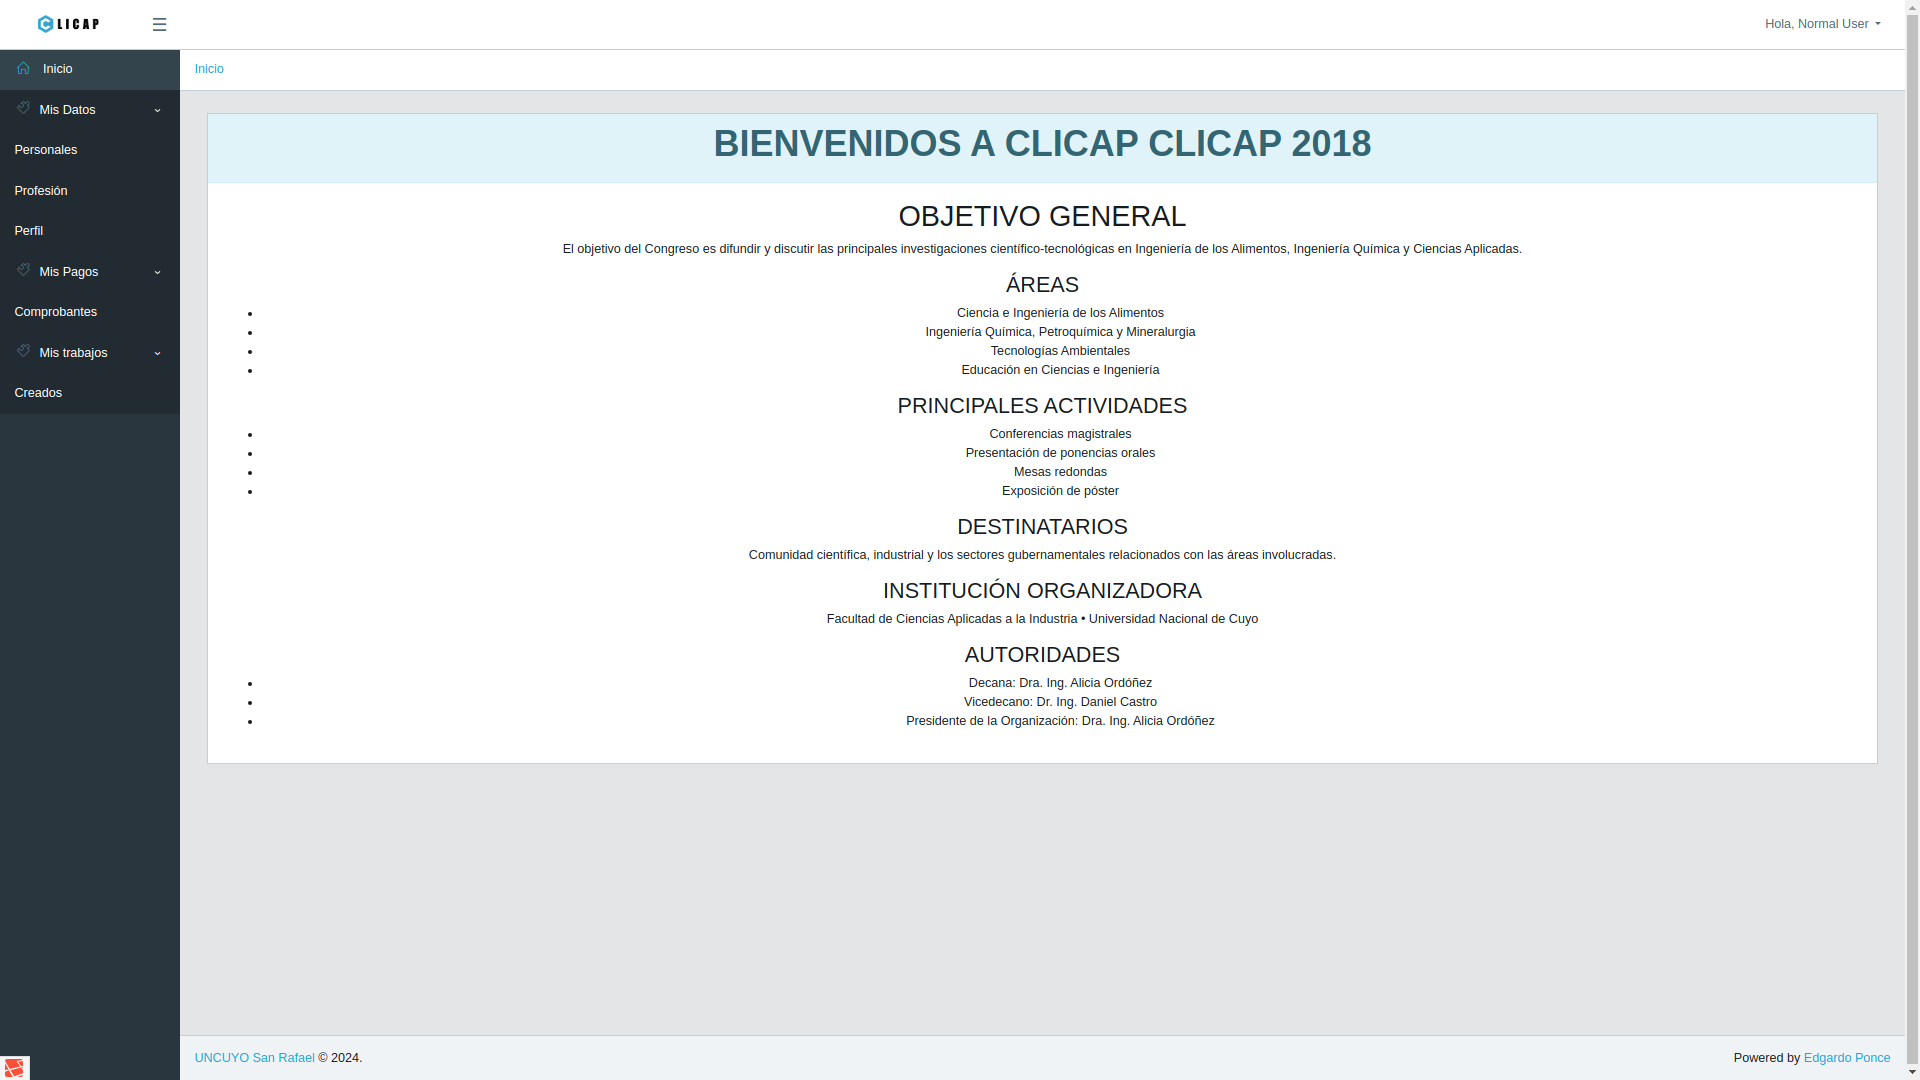 CLICAP
☰
Hola, Normal User
Inicio
Mis Datos
Personales
Profesión
Perfil
Mis Pagos
Comprobantes
Mis trabajos
Creados
Inicio
BIENVENIDOS A CLICAP CLICAP 2018
OBJETIVO GENERAL
El objetivo del Congreso es difundir y discutir las principales investigaciones científico-tecnológicas en Ingeniería de los Alimentos, Ingeniería Química y Ciencias Aplicadas.
ÁREAS
• Ciencia e Ingeniería de los Alimentos
• Ingeniería Química, Petroquímica y Mineralurgia
• Tecnologías Ambientales
• Educación en Ciencias e Ingeniería
PRINCIPALES ACTIVIDADES
• Conferencias magistrales
• Presentación de ponencias orales
• Mesas redondas
• Exposición de póster
DESTINATARIOS
Comunidad científica, industrial y los sectores gubernamentales relacionados con las áreas involucradas.
INSTITUCIÓN ORGANIZADORA
Facultad de Ciencias Aplicadas a la Industria • Universidad Nacional de Cuyo
AUTORIDADES
• Decana: Dra. Ing. Alicia Ordóñez
• Vicedecano: Dr. Ing. Daniel Castro
• Presidente de la Organización: Dra. Ing. Alicia Ordóñez
UNCUYO San Rafael © 2024.
Powered by Edgardo Ponce